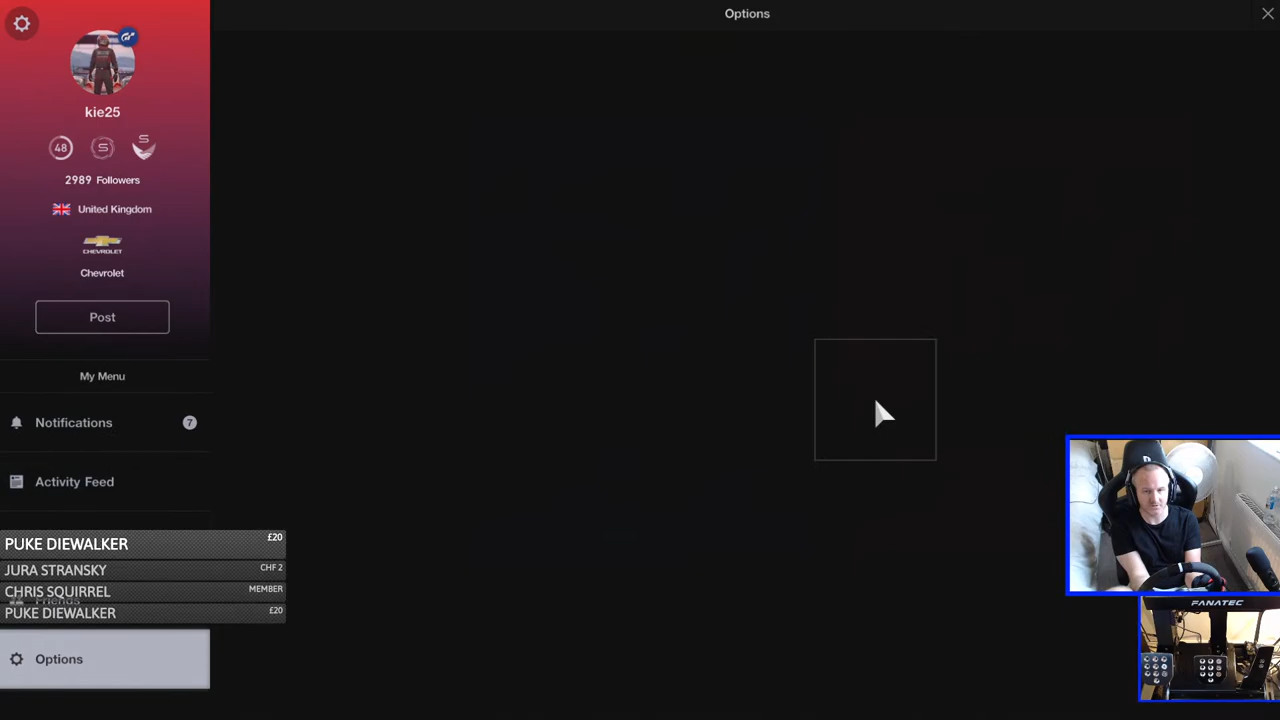 Options
kie25
48 S S
2989 Followers
United Kingdom
CHEVROLET
Chevrolet
Post
My Menu
Notifications 7
Activity Feed
PUKE DIEWALKER £20
JURA STRANSKY CHF 2
CHRIS SQUIRREL MEMBER
Friends
PUKE DIEWALKER £20
Options
FANATEC